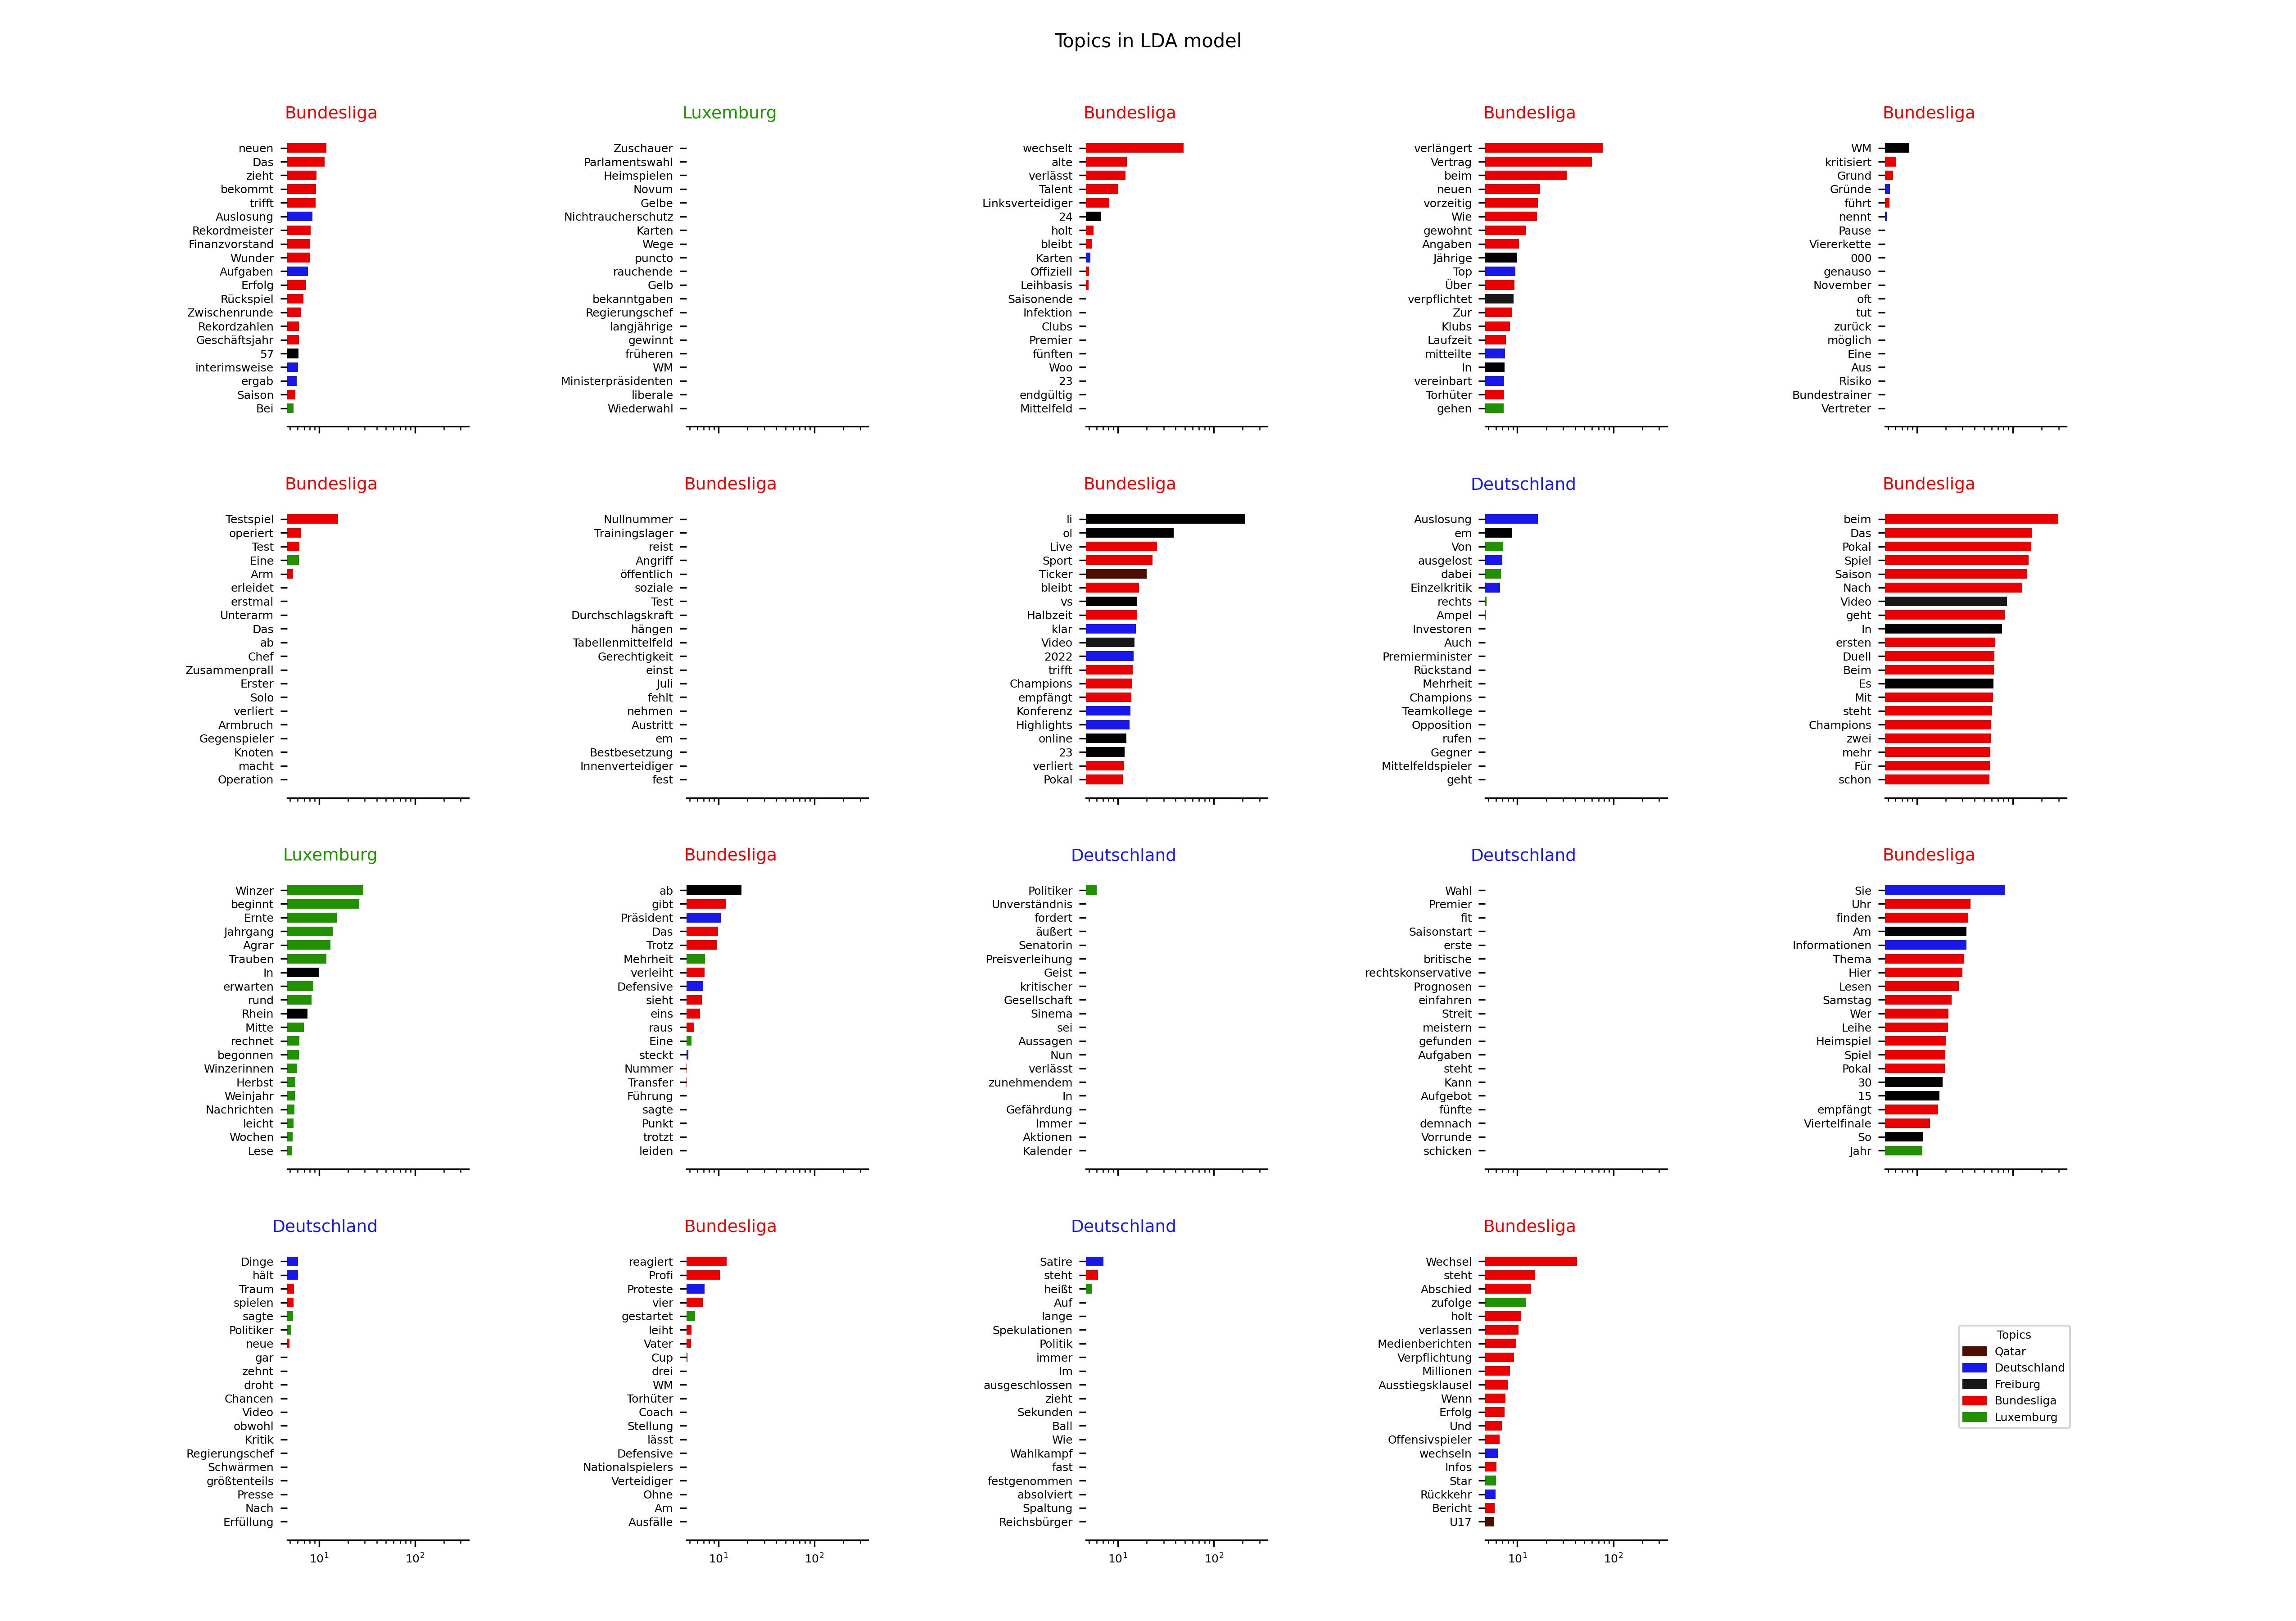 Topics in LDA model
Bundesliga
neuen
Das
zieht
bekommt
trifft
Auslosung
Rekordmeister
Finanzvorstand
Wunder
Aufgaben
Erfolg
Rückspiel
Zwischenrunde
Rekordzahlen
Geschäftsjahr
57
interimsweise
ergab
Saison
Bei
Luxemburg
Zuschauer
Parlamentswahl
Heimspielen
Novum
Gelbe
Nichtraucherschutz
Karten
Wege
puncto
rauchende
Gelb
bekanntgaben
Regierungschef
langjährige
gewinnt
früheren
WM
Ministerpräsidenten
liberale
Wiederwahl
Bundesliga
wechselt
alte
verlässt
Talent
Linksverteidiger
24
holt
bleibt
Karten
Offiziell
Leihbasis
Saisonende
Infektion
Clubs
Premier
fünften
Woo
23
endgültig
Mittelfeld
Bundesliga
verlängert
Vertrag
beim
neuen
vorzeitig
Wie
gewohnt
Angaben
Jährige
Top
Über
verpflichtet
Zur
Klubs
Laufzeit
mitteilte
In
vereinbart
Torhüter
gehen
Bundesliga
WM
kritisiert
Grund
Gründe
führt
nennt
Pause
Viererkette
000
genauso
November
oft
tut
zurück
möglich
Eine
Aus
Risiko
Bundestrainer
Vertreter
Bundesliga
Testspiel
operiert
Test
Eine
Arm
erleidet
erstmal
Unterarm
Das
ab
Chef
Zusammenprall
Erster
Solo
verliert
Armbruch
Gegenspieler
Knoten
macht
Operation
Bundesliga
Nullnummer
Trainingslager
reist
Angriff
öffentlich
soziale
Test
Durchschlagskraft
hängen
Tabellenmittelfeld
Gerechtigkeit
einst
Juli
fehlt
nehmen
Austritt
em
Bestbesetzung
Innenverteidiger
fest
Bundesliga
li
ol
Live
Sport
Ticker
bleibt
vs
Halbzeit
klar
Video
2022
trifft
Champions
empfängt
Konferenz
Highlights
online
23
verliert
Pokal
Deutschland
Auslosung
em
Von
ausgelost
dabei
Einzelkritik
rechts
Ampel
Investoren
Auch
Premierminister
Rückstand
Mehrheit
Champions
Teamkollege
Opposition
rufen
Gegner
Mittelfeldspieler
geht
Bundesliga
beim
Das
Pokal
Spiel
Saison
Nach
Video
geht
In
ersten
Duell
Beim
Es
Mit
steht
Champions
zwei
mehr
Für
schon
Luxemburg
Winzer
beginnt
Ernte
Jahrgang
Agrar
Trauben
In
erwarten
rund
Rhein
Mitte
rechnet
begonnen
Winzerinnen
Herbst
Weinjahr
Nachrichten
leicht
Wochen
Lese
Bundesliga
ab
gibt
Präsident
Das
Trotz
Mehrheit
verleiht
Defensive
sieht
eins
raus
Eine
steckt
Nummer
Transfer
Führung
sagte
Punkt
trotzt
leiden
Deutschland
Politiker
Unverständnis
fordert
äußert
Senatorin
Preisverleihung
Geist
kritischer
Gesellschaft
Sinema
sei
Aussagen
Nun
verlässt
zunehmendem
In
Gefährdung
Immer
Aktionen
Kalender
Deutschland
Wahl
Premier
fit
Saisonstart
erste
britische
rechtskonservative
Prognosen
einfahren
Streit
meistern
gefunden
Aufgaben
steht
Kann
Aufgebot
fünfte
demnach
Vorrunde
schicken
Bundesliga
Sie
Uhr
finden
Am
Informationen
Thema
Hier
Lesen
Samstag
Wer
Leihe
Heimspiel
Spiel
Pokal
30
15
empfängt
Viertelfinale
So
Jahr
Deutschland
Dinge
hält
Traum
spielen
sagte
Politiker
neue
gar
zehnt
droht
Chancen
Video
obwohl
Kritik
Regierungschef
Schwärmen
größtenteils
Presse
Nach
Erfüllung
10¹ 10²
Bundesliga
reagiert
Profi
Proteste
vier
gestartet
leiht
Vater
Cup
drei
WM
Torhüter
Coach
Stellung
lässt
Defensive
Nationalspielers
Verteidiger
Ohne
Am
Ausfälle
10¹ 10²
Deutschland
Satire
steht
heißt
Auf
lange
Spekulationen
Politik
immer
Im
ausgeschlossen
zieht
Sekunden
Ball
Wie
Wahlkampf
fast
festgenommen
absolviert
Spaltung
Reichsbürger
10¹ 10²
Bundesliga
Wechsel
steht
Abschied
zufolge
holt
verlassen
Medienberichten
Verpflichtung
Millionen
Ausstiegsklausel
Wenn
Erfolg
Und
Offensivspieler
wechseln
Infos
Star
Rückkehr
Bericht
U17
10¹ 10²
Topics
Qatar
Deutschland
Freiburg
Bundesliga
Luxemburg